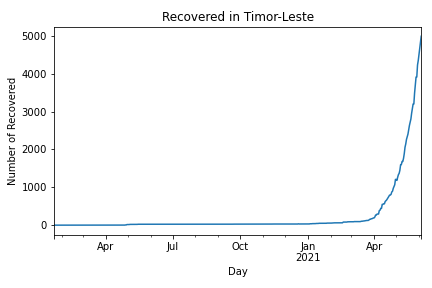 Recovered in Timor-Leste
Number of Recovered
5000
4000
3000
2000
1000
0
Apr
Jul
Oct
Jan
2021
Apr
Day